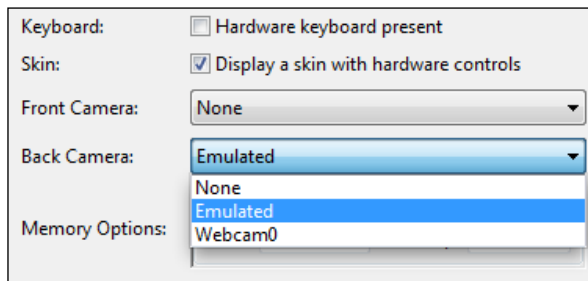 Keyboard: Hardware keyboard present
Skin: Display a skin with hardware controls
Front Camera: None
Back Camera: Emulated
None
Emulated
Memory Options:
Webcam0